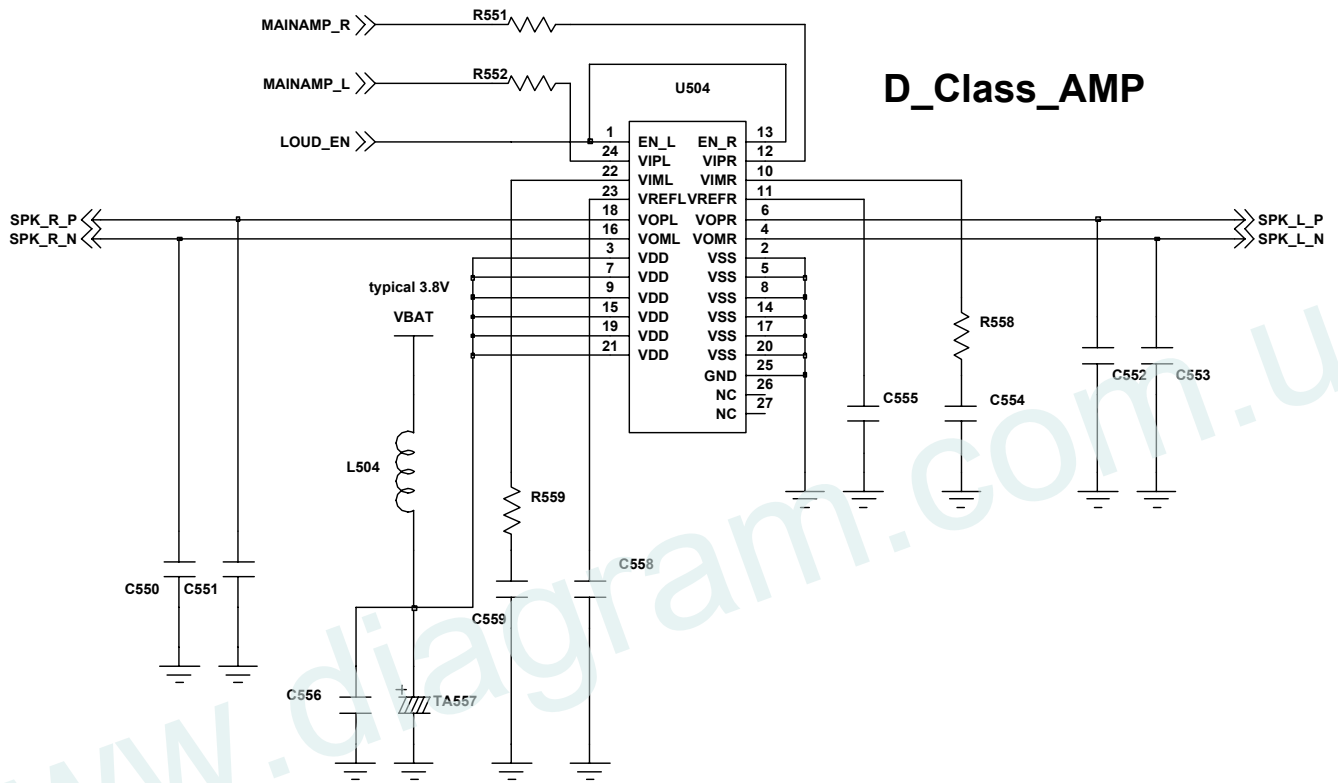 R551
MAINAMP_R
R552
MAINAMP_L
U504
D_Class_AMP
LOUD_EN
1 EN_L EN_R 13
24 VIPL VIPR 12
22 VIML VIMR 10
23 VREFL VREFR 11
SPK_R_P 18 VOPL VOPR 6 SPK_L_P
SPK_R_N 16 VOML VOMR 4 SPK_L_N
3 VDD VSS 2
7 VDD VSS 5
9 VDD VSS 8
15 VDD VSS 14
19 VDD VSS 17
21 VDD VSS 20
GND 25
NC 26
NC 27
typical 3.8V
VBAT
R558
C552
C553
C555
C554
L504
R559
C550
C551
C558
C559
C556
+
TA557
www.diagram.com.u